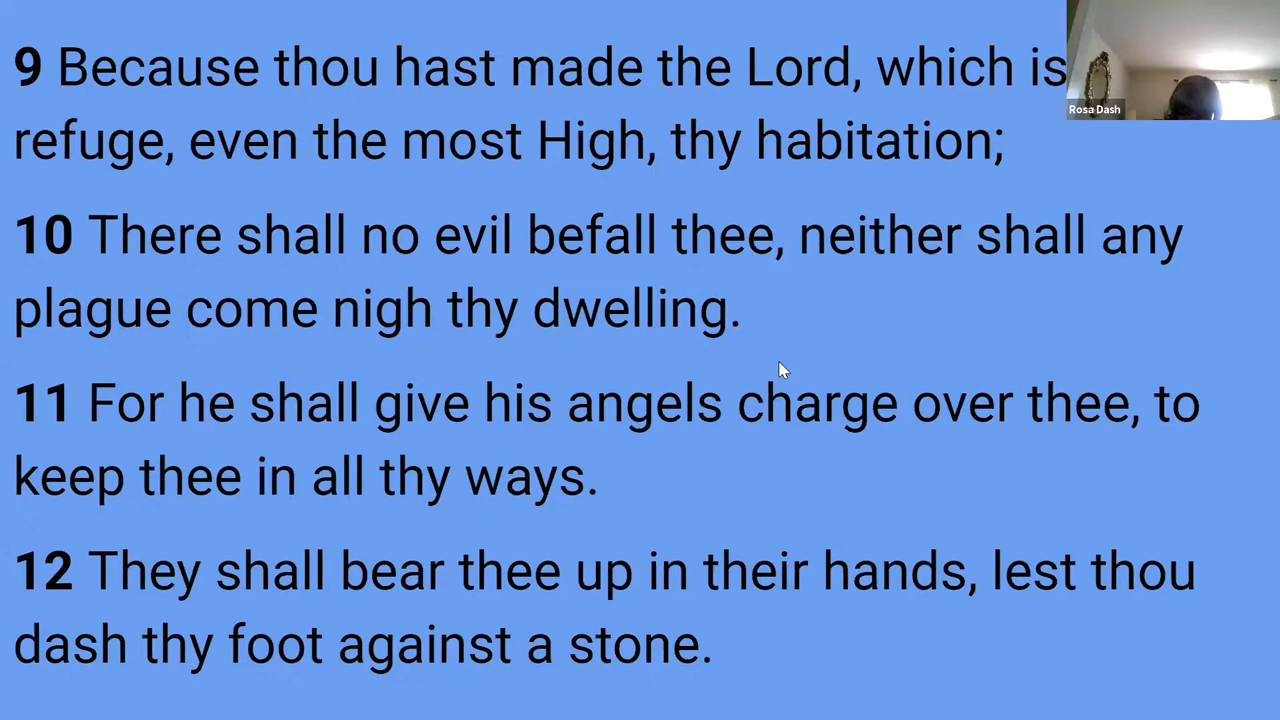 9 Because thou hast made the Lord, which is
refuge, even the most High, thy habitation;
10 There shall no evil befall thee, neither shall any
plague come nigh thy dwelling.
11 For he shall give his angels charge over thee, to
keep thee in all thy ways.
12 They shall bear thee up in their hands, lest thou
dash thy foot against a stone.
Rosa Dash